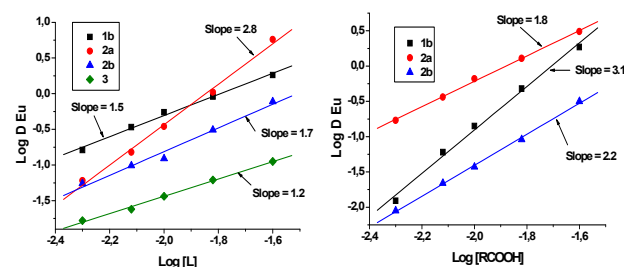 1,0
0,5
0,0
-0,5
-1,0
-1,5
Log D Eu
1b
2a
2b
3
Slope = 2.8
Slope = 1.5
Slope = 1.7
Slope = 1.2
-2,4 -2,2 -2,0 -1,8 -1,6
Log [L]
1,0
0,5
0,0
-0,5
-1,0
-1,5
-2,0
Log D Eu
1b
2a
2b
Slope = 1.8
Slope = 3.1
Slope = 2.2
-2,4 -2,2 -2,0 -1,8 -1,6
Log [RCOOH]